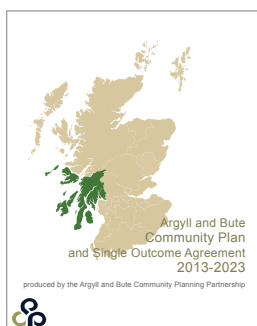 Argyll and Bute
Community Plan
and Single Outcome Agreement
2013-2023
produced by the Argyll and Bute Community Planning Partnership